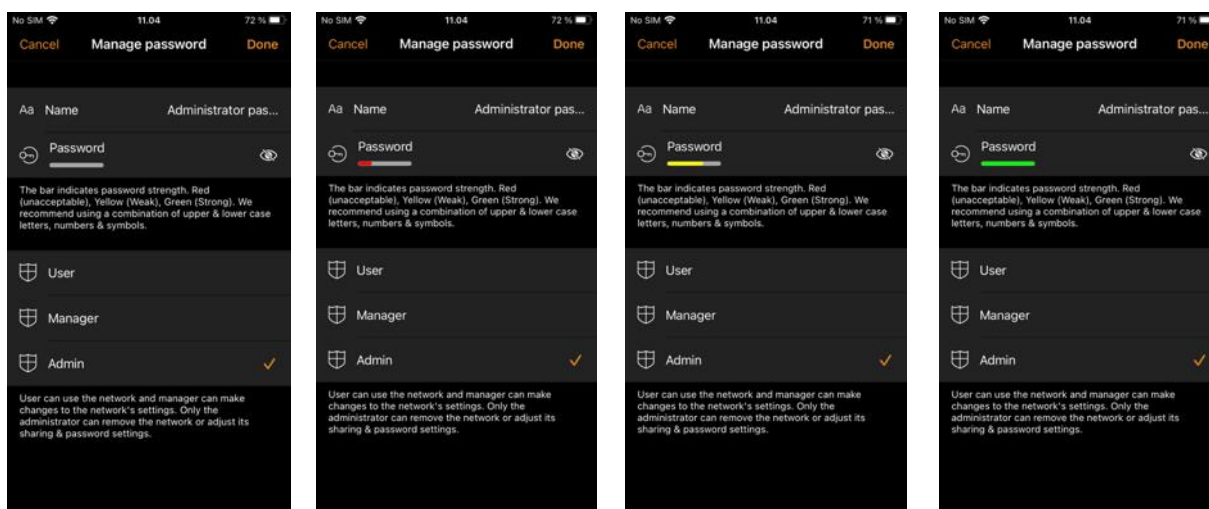 No SIM 11.04 72 %
Cancel Manage password Done
Aa Name Administrator pas...
Password
The bar indicates password strength. Red
(unacceptable), Yellow (Weak), Green (Strong). We
recommend using a combination of upper & lower case
letters, numbers & symbols.
User
Manager
Admin
User can use the network and manager can make
changes to the network's settings. Only the
administrator can remove the network or adjust its
sharing & password settings.
No SIM 11.04 72 %
Cancel Manage password Done
Aa Name Administrator pas...
Password
The bar indicates password strength. Red
(unacceptable), Yellow (Weak), Green (Strong). We
recommend using a combination of upper & lower case
letters, numbers & symbols.
User
Manager
Admin
User can use the network and manager can make
changes to the network's settings. Only the
administrator can remove the network or adjust its
sharing & password settings.
No SIM 11.04 71 %
Cancel Manage password Done
Aa Name Administrator pas...
Password
The bar indicates password strength. Red
(unacceptable), Yellow (Weak), Green (Strong). We
recommend using a combination of upper & lower case
letters, numbers & symbols.
User
Manager
Admin
User can use the network and manager can make
changes to the network's settings. Only the
administrator can remove the network or adjust its
sharing & password settings.
No SIM 11.04 71 %
Cancel Manage password Done
Aa Name Administrator pas...
Password
The bar indicates password strength. Red
(unacceptable), Yellow (Weak), Green (Strong). We
recommend using a combination of upper & lower case
letters, numbers & symbols.
User
Manager
Admin
User can use the network and manager can make
changes to the network's settings. Only the
administrator can remove the network or adjust its
sharing & password settings.